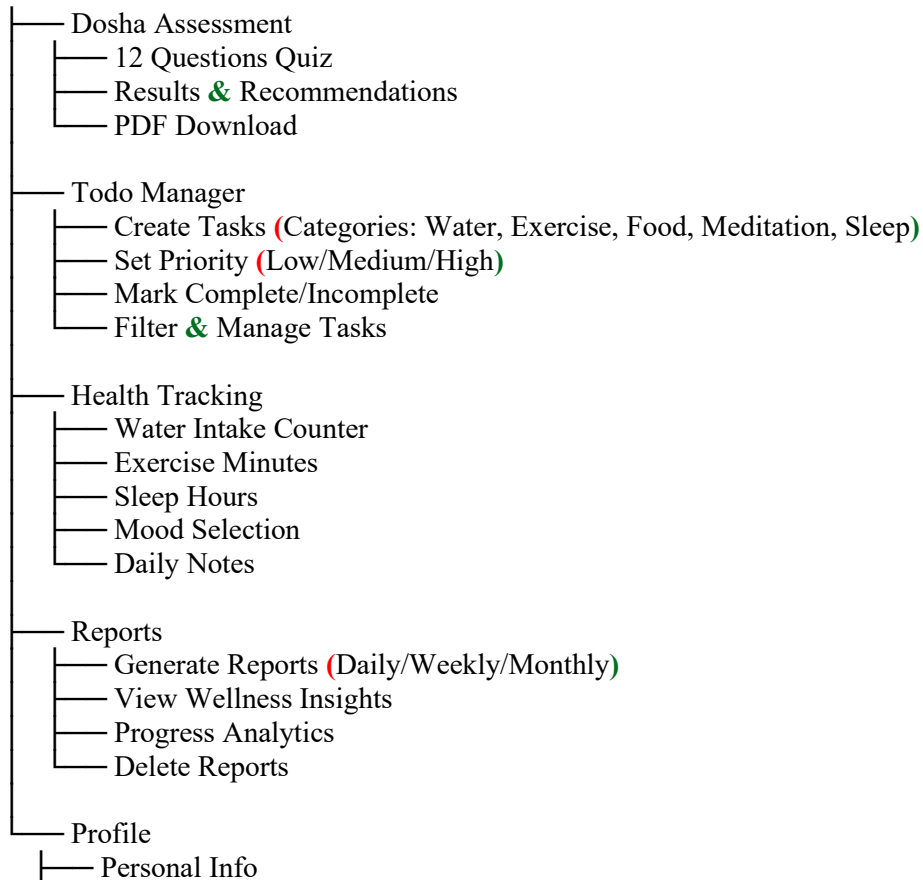 Dosha Assessment
12 Questions Quiz
Results & Recommendations
PDF Download
Todo Manager
Create Tasks (Categories: Water, Exercise, Food, Meditation, Sleep)
Set Priority (Low/Medium/High)
Mark Complete/Incomplete
Filter & Manage Tasks
Health Tracking
Water Intake Counter
Exercise Minutes
Sleep Hours
Mood Selection
Daily Notes
Reports
Generate Reports (Daily/Weekly/Monthly)
View Wellness Insights
Progress Analytics
Delete Reports
Profile
Personal Info